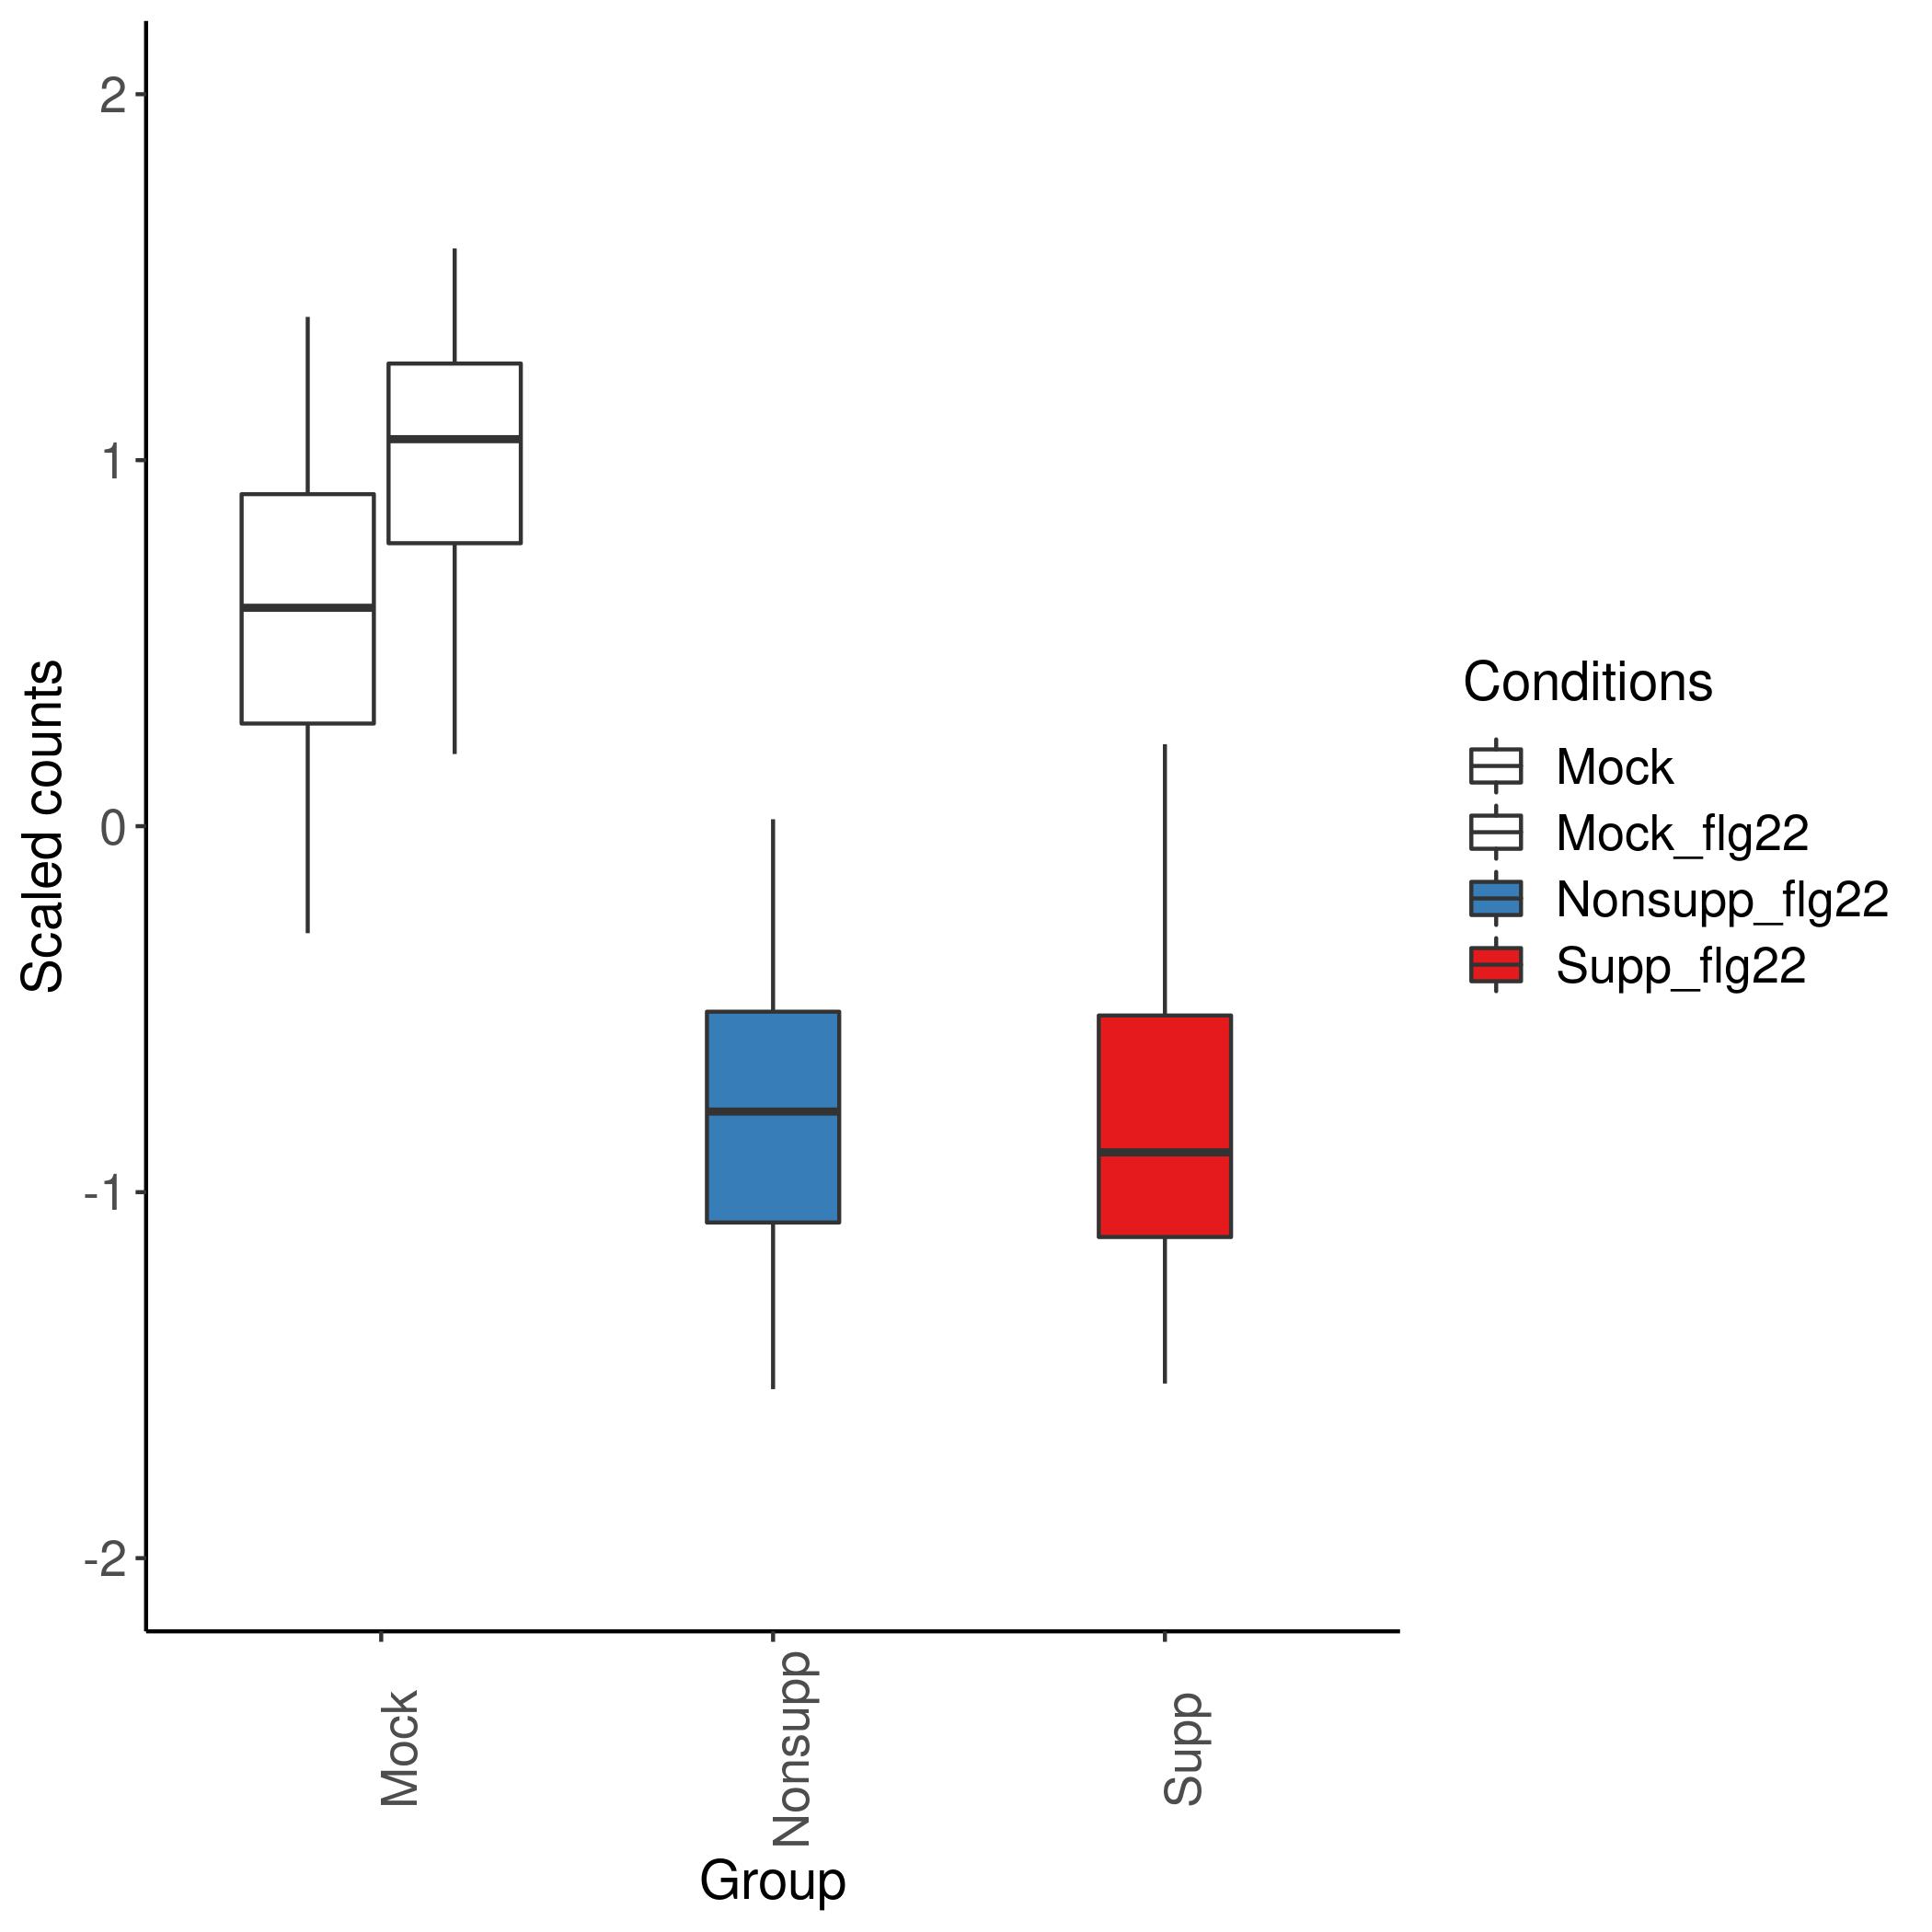 Scaled counts
2
1
0
-1
-2
Mock
Nonsupp
Supp
Group
Conditions
Mock
Mock_flg22
Nonsupp_flg22
Supp_flg22